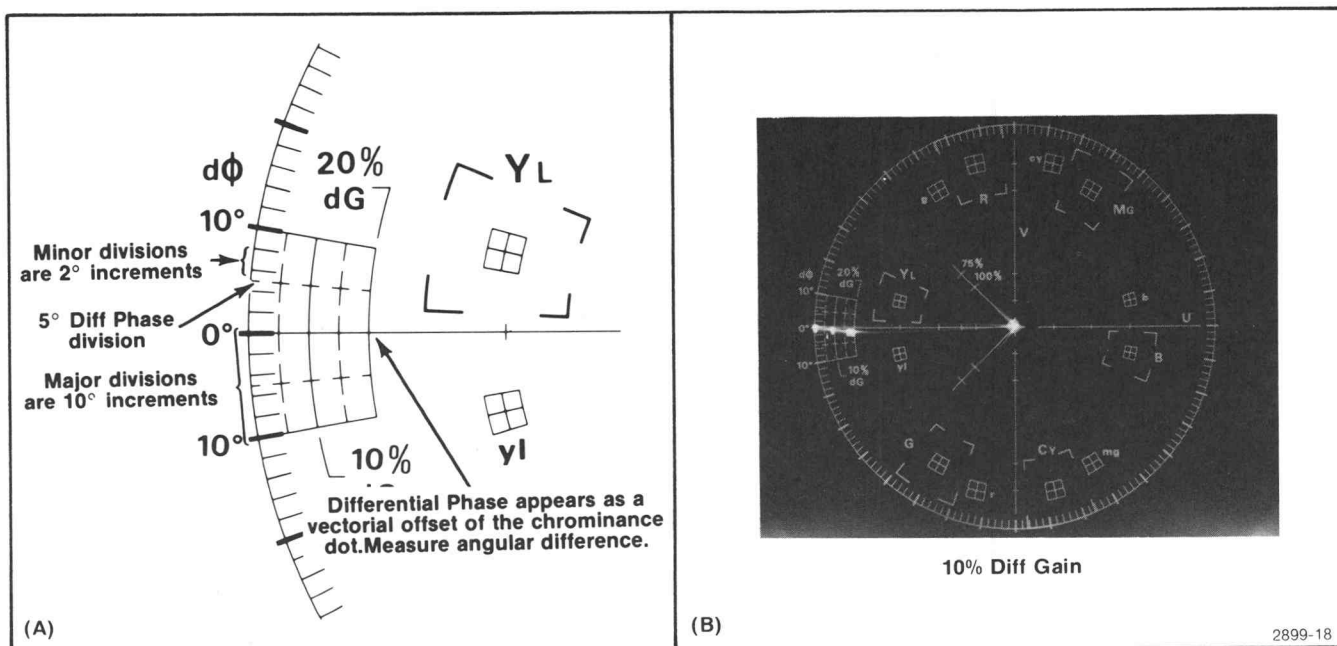 dϕ
20%
dG
YL
10°
Minor divisions
are 2° increments
5° Diff Phase
division
0°
Major divisions
are 10° increments
10°
10%
yl
Differential Phase appears as a
vectorial offset of the chrominance
dot.Measure angular difference.
(A)
cy
g
R
MG
V
75%
100%
dϕ
20%
dG
YL
10°
b
U
0°
B
yl
10°
10%
dG
G
CY
mg
r
10% Diff Gain
(B)
2899-18